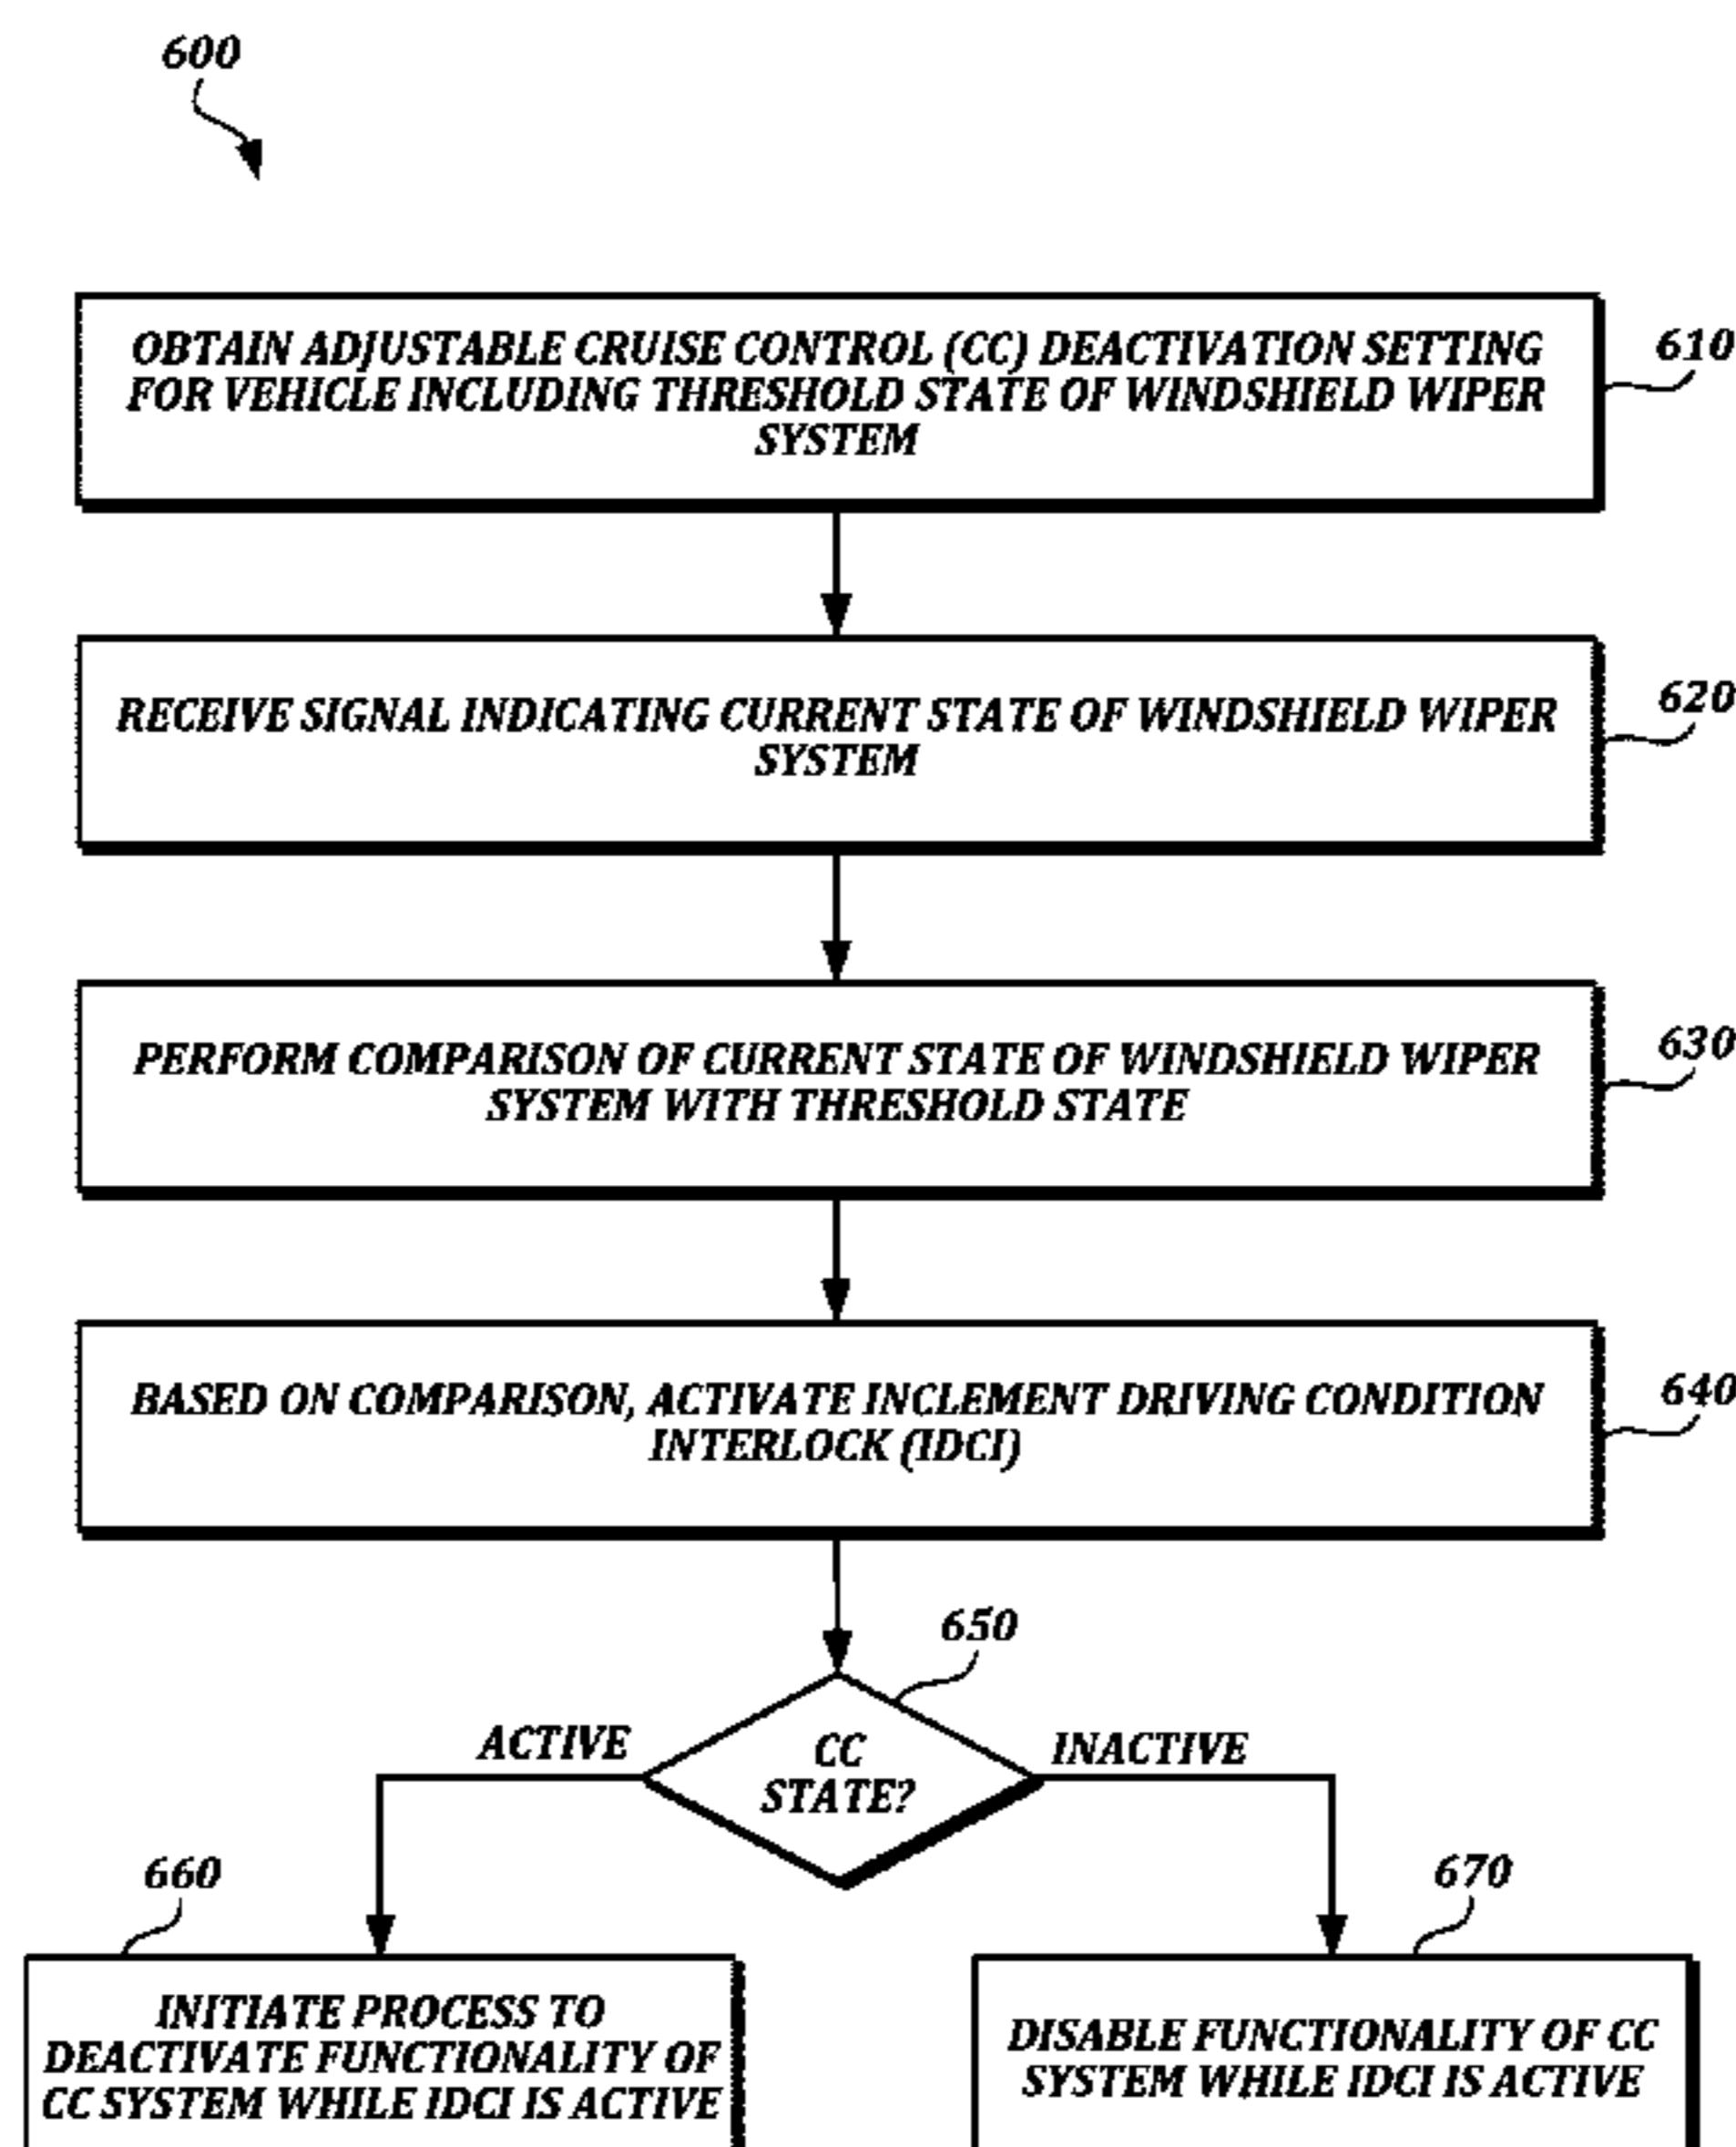 600
OBTAIN ADJUSTABLE CRUISE CONTROL (CC) DEACTIVATION SETTING
FOR VEHICLE INCLUDING THRESHOLD STATE OF WINDSHIELD WIPER
SYSTEM
610
RECEIVE SIGNAL INDICATING CURRENT STATE OF WINDSHIELD WIPER
SYSTEM
620
PERFORM COMPARISON OF CURRENT STATE OF WINDSHIELD WIPER
SYSTEM WITH THRESHOLD STATE
630
BASED ON COMPARISON, ACTIVATE INCLEMENT DRIVING CONDITION
INTERLOCK (IDCI)
640
650
CC
STATE?
ACTIVE
INACTIVE
660
INITIATE PROCESS TO
DEACTIVATE FUNCTIONALITY OF
CC SYSTEM WHILE IDCI IS ACTIVE
670
DISABLE FUNCTIONALITY OF CC
SYSTEM WHILE IDCI IS ACTIVE